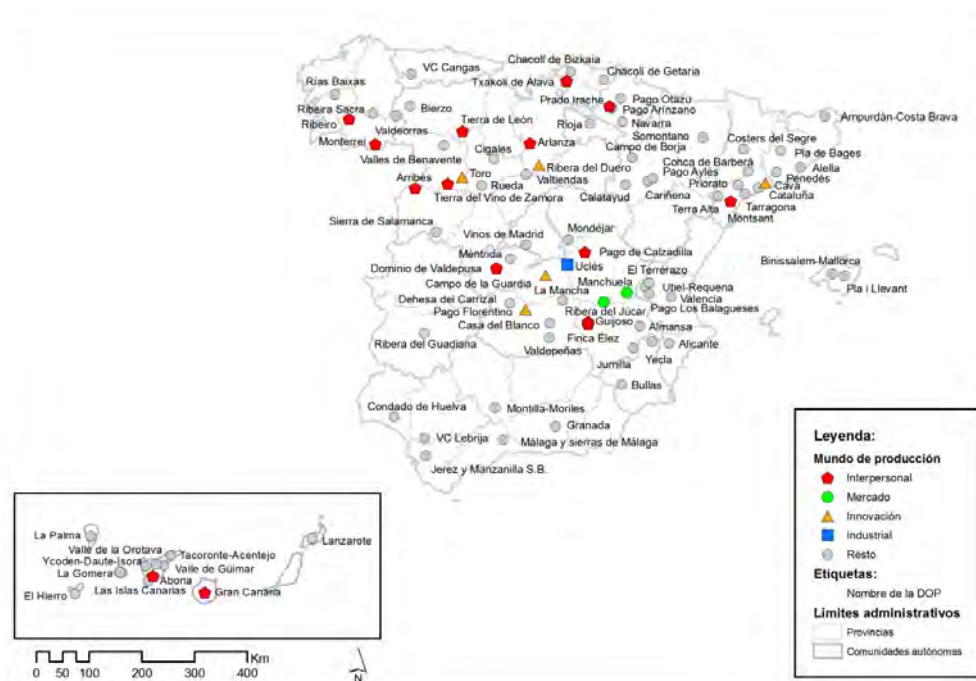 Chacolí de Bizkaia
VC Cangas
Txakolí de Álava
Chacolí de Getaria
Rías Baixas
Prado Irache
Pago Otazu
Ribeira Sacra
Bierzo
Tierra de León
Pago Arínzano
Ampurdán-Costa Brava
Ribeiro
Valdeorras
Rioja
Navarra
Somontano
Costers del Segre
Monterrei
Arlanza
Cigales
Campo de Borja
Pla de Bages
Valles de Benavente
Conca de Barberá
Ribera del Duero
Pago Aylés
Alella
Arribes
Toro
Valtiendas
Priorato
Penedés
Rueda
Cava
Calatayud
Cariñena
Cataluña
Tierra del Vino de Zamora
Terra Alta
Tarragona
Montsant
Sierra de Salamanca
Mondéjar
Vinos de Madrid
Méntrida
Pago de Calzadilla
Binissalem-Mallorca
Dominio de Valdepusa
Uclés
El Terrerazo
Campo de la Guardia
Manchuela
Utiel-Requena
Pla i Llevant
La Mancha
Dehesa del Carrizal
Valencia
Pago Florentino
Ribera del Júcar
Pago Los Balagueses
Casa del Blanco
Guijoso
Almansa
Ribera del Guadiana
Finca Élez
Alicante
Valdepeñas
Yecla
Jumilla
Bullas
Condado de Huelva
Montilla-Moriles
Granada
VC Lebrija
Málaga y sierras de Málaga
Jerez y Manzanilla S.B.
Leyenda:
Mundo de producción
Interpersonal
Mercado
Innovación
Industrial
Resto
Etiquetas:
Nombre de la DOP
Límites administrativos
Provincias
Comunidades autónomas
La Palma
Lanzarote
Valle de la Orotava
Tacoronte-Acentejo
Ycoden-Daute-Isora
Valle de Güimar
La Gomera
Abona
Las Islas Canarias
Gran Canaria
El Hierro
Km
0 50 100 200 300 400
N